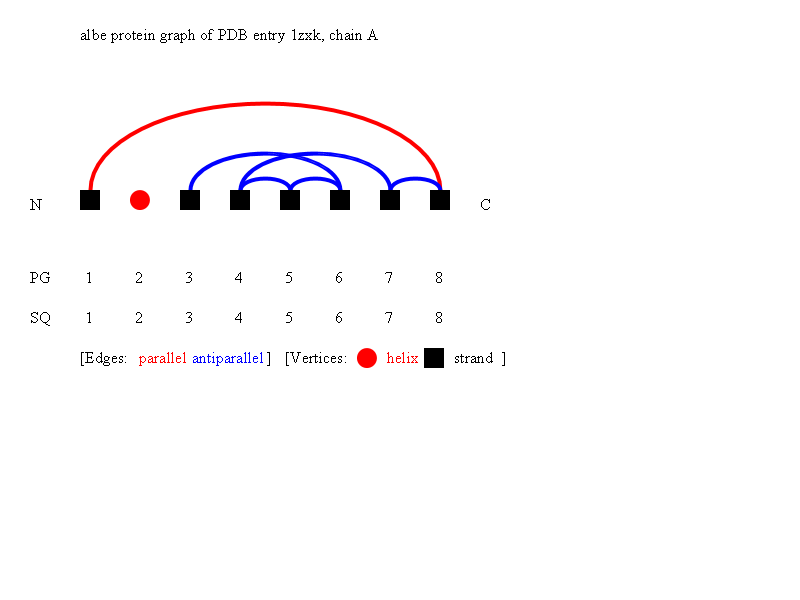 albe protein graph of PDB entry 1zxk, chain A
N C
PG 1 2 3 4 5 6 7 8
SQ 1 2 3 4 5 6 7 8
[Edges: parallel antiparallel] [Vertices: helix strand ]